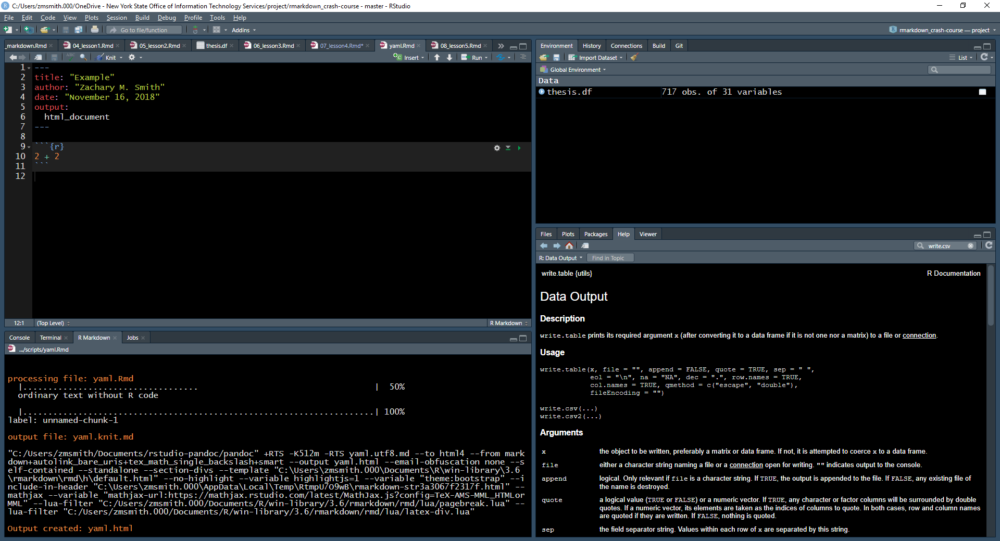 C:/Users/zmsmith.000/OneDrive - New York State Office of Information Technology Services/project/rmarkdown_crash-course - master - RStudio
File Edit Code View Plots Session Build Debug Profile Tools Help
Go to file/function Addins rmarkdown_crash-course — project
_markdown.Rmd 04_lesson1.Rmd 05_lesson2.Rmd thesis.df 06_lesson3.Rmd 07_lesson4.Rmd* yaml.Rmd 08_lesson5.Rmd
ABC Knit Insert Run
1 ---
2 title: "Example"
3 author: "Zachary M. Smith"
4 date: "November 16, 2018"
5 output:
6 html_document
7 ---
8
9 ```{r}
10 2 + 2
11 ```
12
12:1 (Top Level) R Markdown
Console Terminal R Markdown Jobs
.../scripts/yaml.Rmd
processing file: yaml.Rmd
|................................... | 50%
ordinary text without R code
|......................................................................| 100%
label: unnamed-chunk-1
output file: yaml.knit.md
"C:/Users/zmsmith/Documents/rstudio-pandoc/pandoc" +RTS -K512m -RTS yaml.utf8.md --to html4 --from mark
down+autolink_bare_uris+tex_math_single_backslash+smart --output yaml.html --email-obfuscation none --s
elf-contained --standalone --section-divs --template "C:\Users\zmsmith.000\Documents\R\win-library\3.6
\rmarkdown\rmd\h\default.html" --no-highlight --variable highlightjs=1 --variable "theme:bootstrap" --i
nclude-in-header "C:\Users\zmsmith.000\AppData\Local\Temp\RtmpU7O9wB\rmarkdown-str3a3067f2317f.html" --
mathjax --variable "mathjax-url:https://mathjax.rstudio.com/latest/MathJax.js?config=TeX-AMS-MML_HTMLor
MML" --lua-filter "C:/Users/zmsmith.000/Documents/R/win-library/3.6/rmarkdown/rmd/lua/pagebreak.lua" --
lua-filter "C:/Users/zmsmith.000/Documents/R/win-library/3.6/rmarkdown/rmd/lua/latex-div.lua"
Output created: yaml.html
Environment History Connections Build Git
Import Dataset List
Global Environment
Data
thesis.df 717 obs. of 31 variables
Files Plots Packages Help Viewer
write.csv
R: Data Output Find in Topic
write.table {utils} R Documentation
Data Output
Description
write.table prints its required argument x (after converting it to a data frame if it is not one nor a matrix) to a file or connection.
Usage
write.table(x, file = "", append = FALSE, quote = TRUE, sep = " ",
eol = "\n", na = "NA", dec = ".", row.names = TRUE,
col.names = TRUE, qmethod = c("escape", "double"),
fileEncoding = "")
write.csv(...)
write.csv2(...)
Arguments
x the object to be written, preferably a matrix or data frame. If not, it is attempted to coerce x to a data frame.
file either a character string naming a file or a connection open for writing. "" indicates output to the console.
append logical. Only relevant if file is a character string. If TRUE, the output is appended to the file. If FALSE, any existing file of
the name is destroyed.
quote a logical value (TRUE or FALSE) or a numeric vector. If TRUE, any character or factor columns will be surrounded by double
quotes. If a numeric vector, its elements are taken as the indices of columns to quote. In both cases, row and column names
are quoted if they are written. If FALSE, nothing is quoted.
sep the field separator string. Values within each row of x are separated by this string.